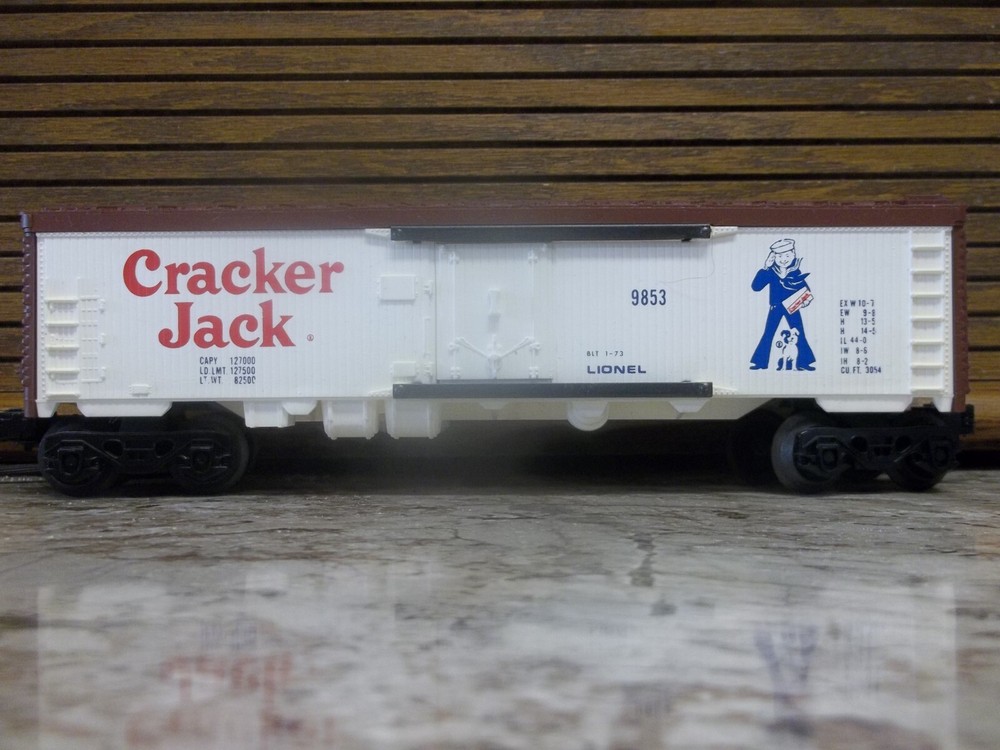 Cracker
Jack ®
CAPY 127000
LD LMT 127500
LT WT 82500
9853
BLT 1-73
LIONEL
EX W 10-7
EW 9-8
H 13-5
H 14-5
IL 44-0
IW 8-6
IH 8-2
CU. FT. 3054